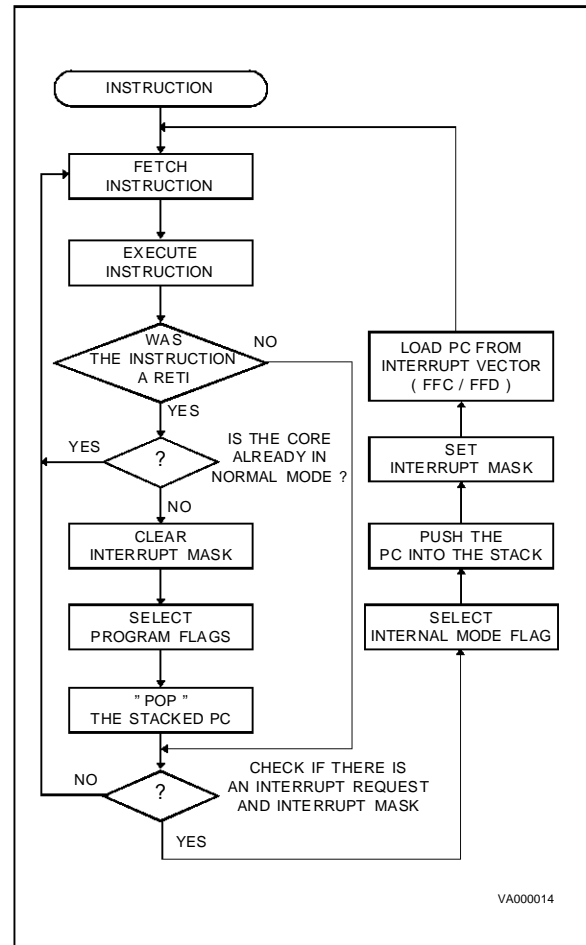 INSTRUCTION
FETCH
INSTRUCTION
EXECUTE
INSTRUCTION
WAS
THE INSTRUCTION
A RETI
NO
YES
YES
?
IS THE CORE
ALREADY IN
NORMAL MODE ?
NO
CLEAR
INTERRUPT MASK
SELECT
PROGRAM FLAGS
" POP "
THE STACKED PC
NO
?
CHECK IF THERE IS
AN INTERRUPT REQUEST
AND INTERRUPT MASK
YES
LOAD PC FROM
INTERRUPT VECTOR
( FFC / FFD )
SET
INTERRUPT MASK
PUSH THE
PC INTO THE STACK
SELECT
INTERNAL MODE FLAG
VA000014